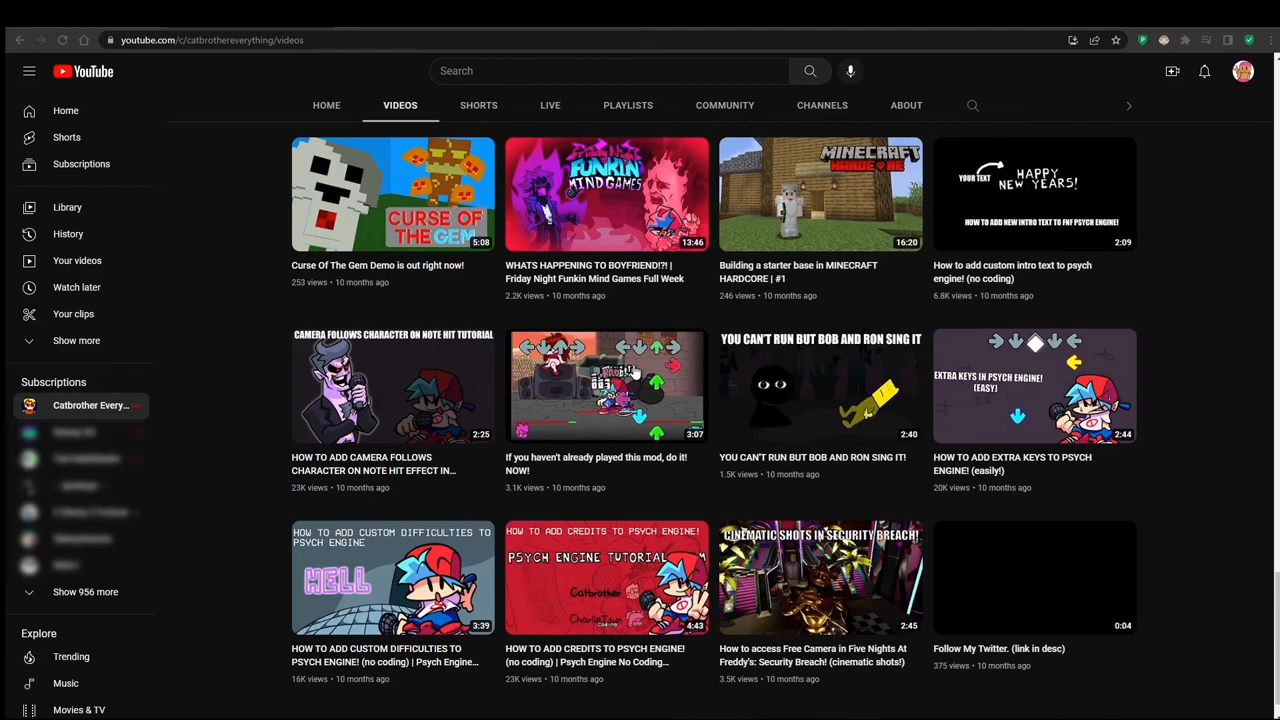 youtube.com/c/catbrothereverything/videos
YouTube
Search
HOME
VIDEOS
SHORTS
LIVE
PLAYLISTS
COMMUNITY
CHANNELS
ABOUT
Home
Shorts
Subscriptions
Library
History
Your videos
Watch later
Your clips
Show more
Subscriptions
Catbrother Every...
Show 956 more
Explore
Trending
Music
Movies & TV
CURSE OF
THE GEM
5:08
Curse Of The Gem Demo is out right now!
253 views • 10 months ago
Friday Night
FUNKIN
MIND GAMES
13:46
WHATS HAPPENING TO BOYFRIEND!?! |
Friday Night Funkin Mind Games Full Week
2.2K views • 10 months ago
MINECRAFT
HARDCORE
16:20
Building a starter base in MINECRAFT
HARDCORE | #1
246 views • 10 months ago
YOUR TEXT
HAPPY
NEW YEARS!
HOW TO ADD NEW INTRO TEXT TO FNF PSYCH ENGINE!
2:09
How to add custom intro text to psych
engine! (no coding)
6.8K views • 10 months ago
CAMERA FOLLOWS CHARACTER ON NOTE HIT TUTORIAL
2:25
HOW TO ADD CAMERA FOLLOWS
CHARACTER ON NOTE HIT EFFECT IN...
23K views • 10 months ago
3:07
If you haven't already played this mod, do it!
NOW!
3.1K views • 10 months ago
YOU CAN'T RUN BUT BOB AND RON SING IT
2:40
YOU CAN'T RUN BUT BOB AND RON SING IT!
1.5K views • 10 months ago
EXTRA KEYS IN PSYCH ENGINE!
(EASY)
2:44
HOW TO ADD EXTRA KEYS TO PSYCH
ENGINE! (easily!)
20K views • 10 months ago
HOW TO ADD CUSTOM DIFFICULTIES TO
PSYCH ENGINE
HELL
3:39
HOW TO ADD CUSTOM DIFFICULTIES TO
PSYCH ENGINE! (no coding) | Psych Engine...
16K views • 10 months ago
HOW TO ADD CREDITS TO PSYCH ENGINE!
PSYCH ENGINE TUTORIAL
Catbrother
4:43
HOW TO ADD CREDITS TO PSYCH ENGINE!
(no coding) | Psych Engine No Coding...
23K views • 10 months ago
CINEMATIC SHOTS IN SECURITY BREACH!
2:45
How to access Free Camera in Five Nights At
Freddy's: Security Breach! (cinematic shots!)
3.5K views • 10 months ago
0:04
Follow My Twitter. (link in desc)
375 views • 10 months ago